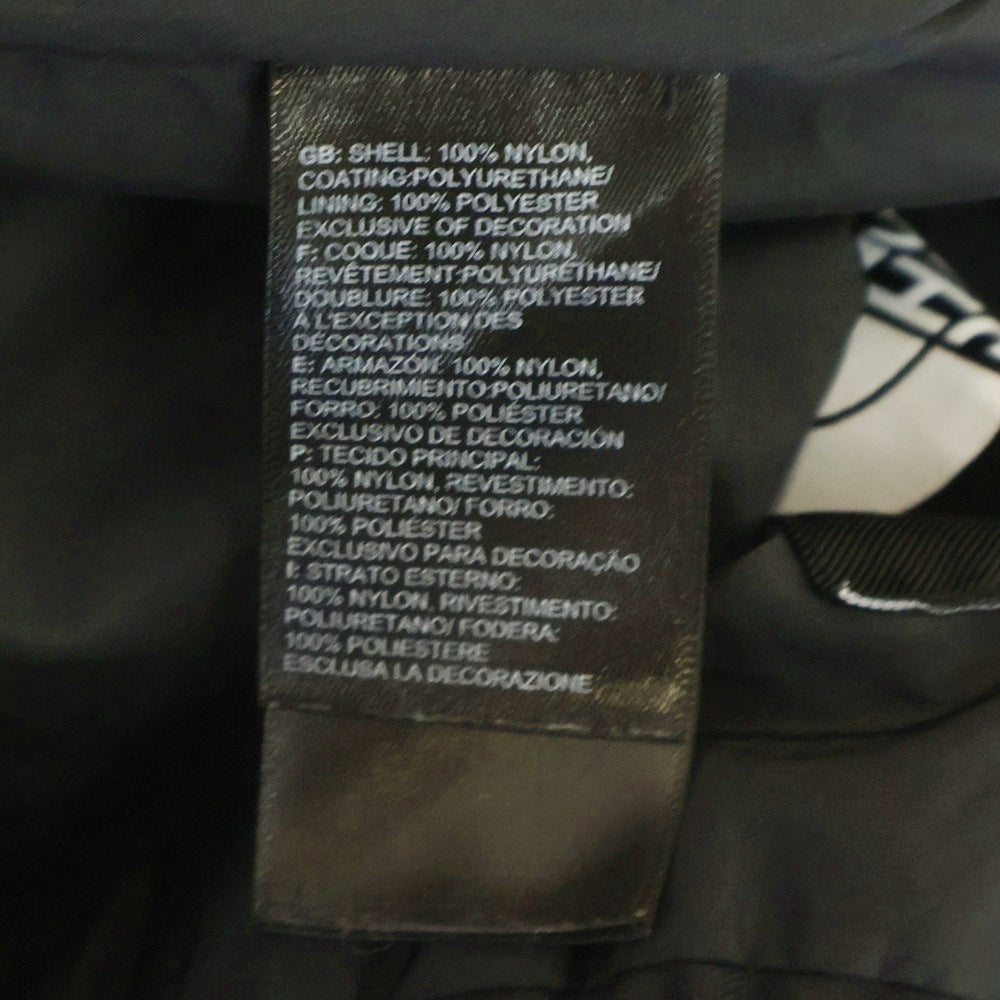 GB: SHELL: 100% NYLON,
COATING:POLYURETHANE/
LINING: 100% POLYESTER
EXCLUSIVE OF DECORATION
F: COQUE: 100% NYLON,
REVÊTEMENT:POLYURÉTHANE/
DOUBLURE: 100% POLYESTER
À L'EXCEPTION DES
DÉCORATIONS
E: ARMAZÓN: 100% NYLON,
RECUBRIMIENTO:POLIURETANO/
FORRO: 100% POLIÉSTER
EXCLUSIVO DE DECORACIÓN
P: TECIDO PRINCIPAL:
100% NYLON, REVESTIMENTO:
POLIURETANO/ FORRO:
100% POLIÉSTER
EXCLUSIVO PARA DECORAÇÃO
I: STRATO ESTERNO:
100% NYLON, RIVESTIMENTO:
POLIURETANO/ FODERA:
100% POLIESTERE
ESCLUSA LA DECORAZIONE